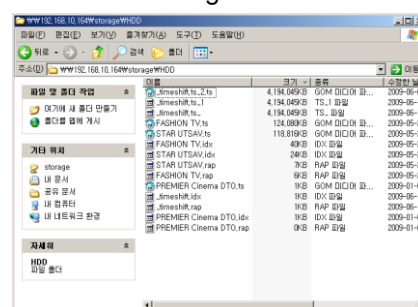 ₩₩192,168,10,164₩storage₩HDD
파일(F) 편집(E) 보기(V) 즐겨찾기(A) 도구(T) 도움말(H)
뒤로 검색 폴더
주소(D) ₩₩192,168,10,164₩storage₩HDD 이동
파일 및 폴더 작업
여기에 새 폴더 만들기
폴더를 웹에 게시
기타 위치
storage
내 문서
공유 문서
내 컴퓨터
내 네트워크 환경
자세히
HDD
파일 폴더
이름 크기 종류 수정한 날
_timeshift,ts_2,ts 4,194,045KB GOM 미디어 파... 2009-06-
_timeshift,ts_1 4,194,045KB TS_1 파일 2009-06-
_timeshift,ts_ 4,194,045KB TS_ 파일 2009-06-
FASHION TV,ts 124,080KB GOM 미디어 파... 2009-05-
STAR UTSAV,ts 118,816KB GOM 미디어 파... 2009-05-
FASHION TV,idx 40KB IDX 파일 2009-05-
STAR UTSAV,idx 24KB IDX 파일 2009-05-
STAR UTSAV,rap 7KB RAP 파일 2009-05-
FASHION TV,rap 6KB RAP 파일 2009-05-
PREMIER Cinema DTO,ts 1KB GOM 미디어 파... 2009-01-
_timeshift,idx 1KB IDX 파일 2009-06-
_timeshift,rap 1KB RAP 파일 2009-06-
PREMIER Cinema DTO,idx 1KB IDX 파일 2009-01-
PREMIER Cinema DTO,rap 0KB RAP 파일 2009-01-